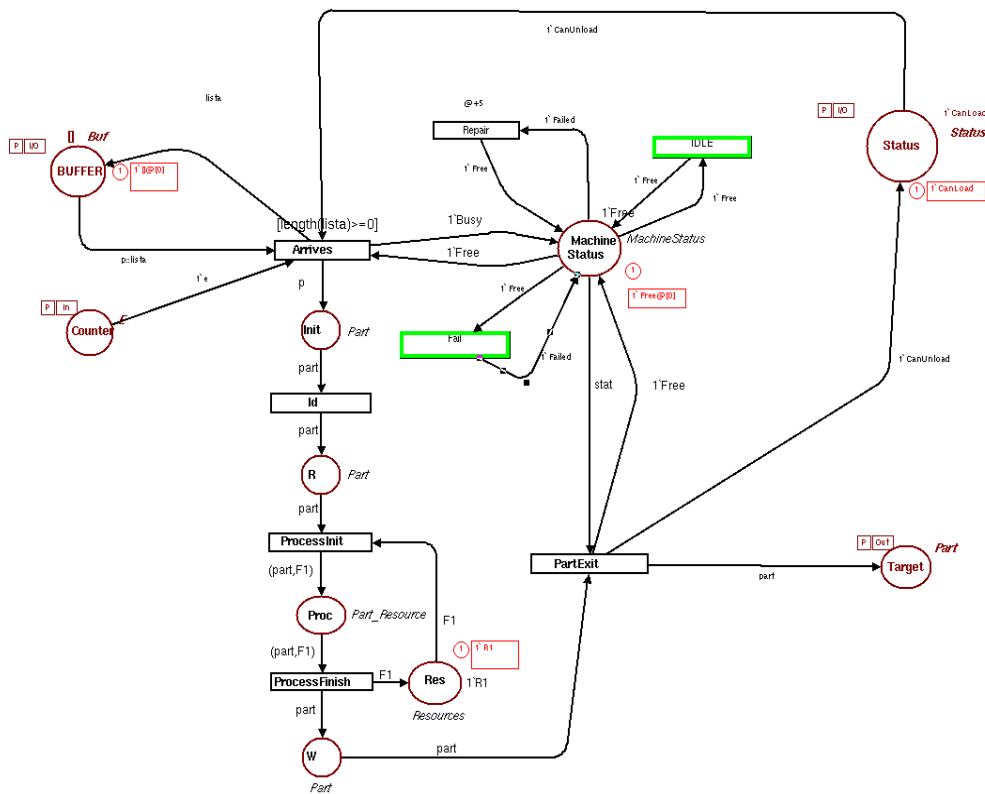 1`CanUnload
lista
@+5
Repair
1`Failed
IDLE
P I/O
1`CanLoad
Status
Status
1
1`CanLoad
[] Buf
P I/O
BUFFER
1
1`[]@[0]
1`Free
1`Free
1`Free
1`Free
[length(lista)>=0]
1`Busy
Arrives
1`Free
Machine
Status
MachineStatus
1
1`Free@[0]
p::lista
1`e
p
P In
Counter
E
Init
Part
1`Free
Fail
1`Failed
part
1`CanUnload
stat
1`Free
Id
part
R
Part
part
ProcessInit
(part,F1)
PartExit
part
P Out
Part
Target
Proc
Part_Resource
F1
(part,F1)
1
1`R1
ProcessFinish
F1
Res
1`R1
Resources
part
W
part
Part